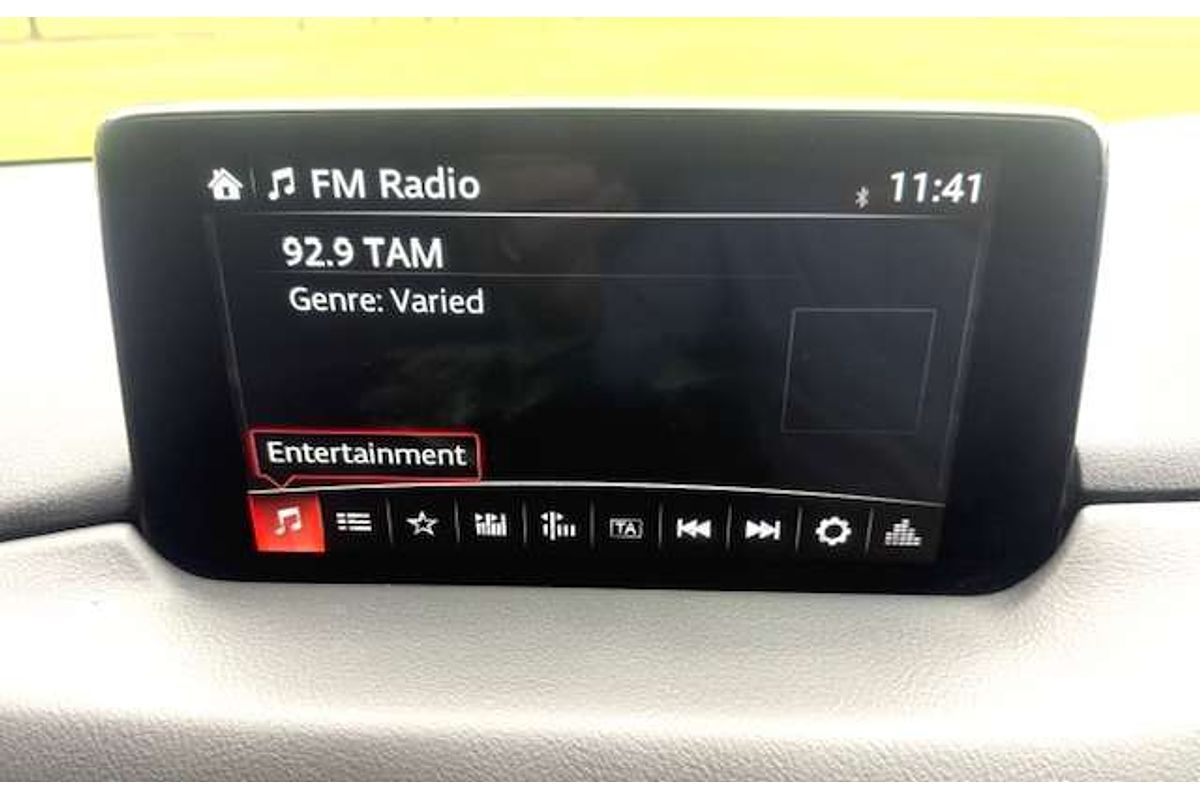 FM Radio
11:41
92.9 TAM
Genre: Varied
Entertainment
TA